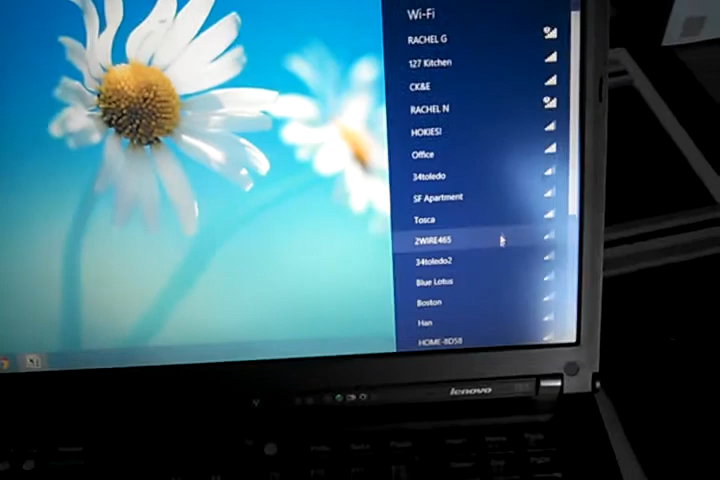 Wi-Fi
RACHEL G
127 Kitchen
CK&E
RACHEL N
HOKIES!
Office
34toledo
SF Apartment
Tosca
2WIRE465
34toledo2
Blue Lotus
Boston
Han
HOME-8D58
lenovo